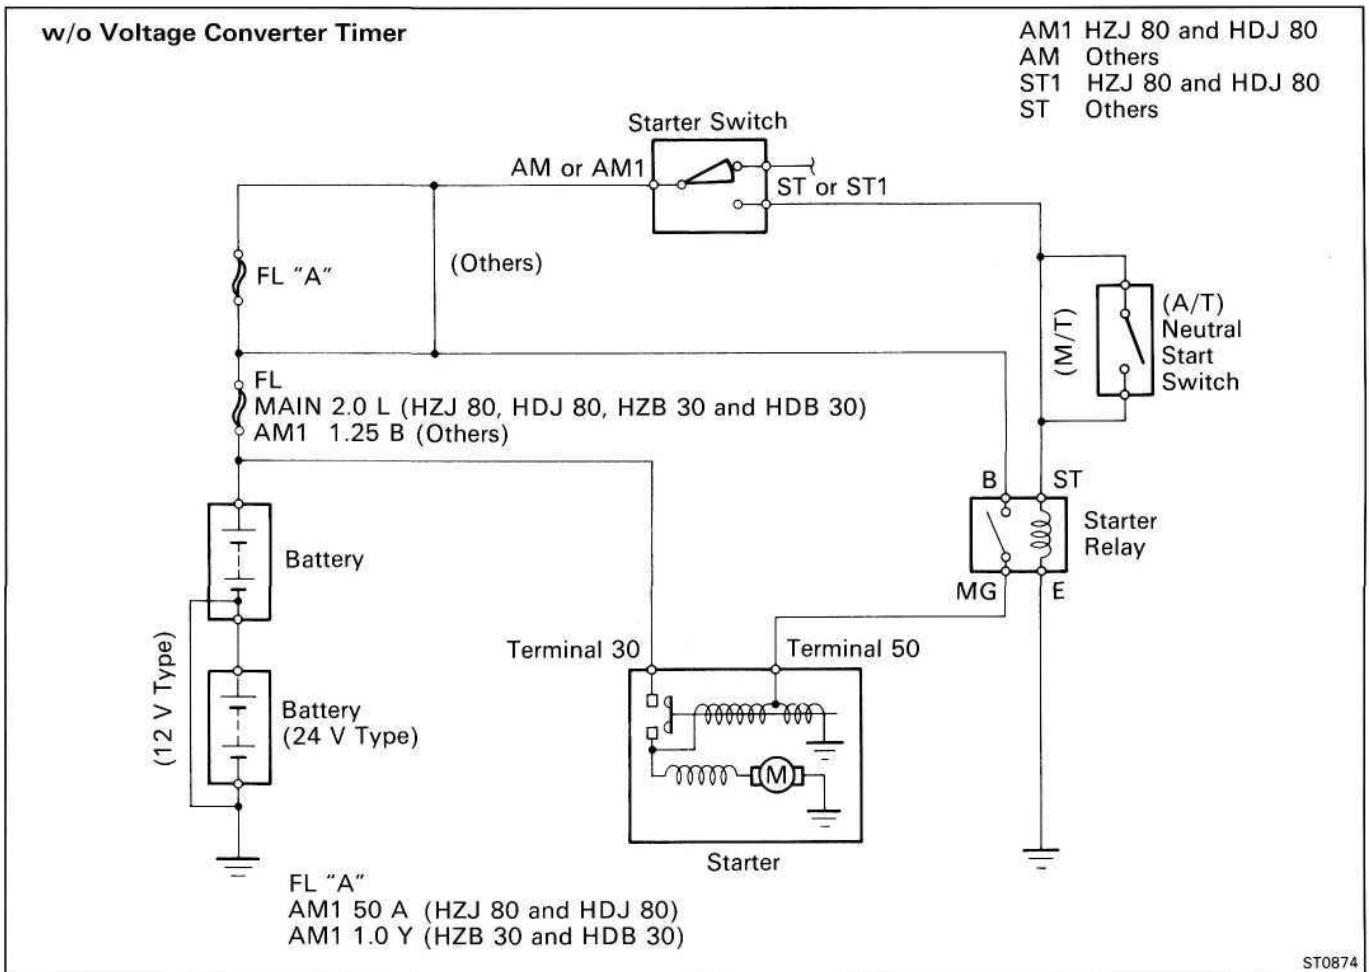 w/o Voltage Converter Timer
AM1 HZJ 80 and HDJ 80
AM Others
ST1 HZJ 80 and HDJ 80
ST Others
Starter Switch
AM or AM1
ST or ST1
FL "A"
(Others)
(M/T)
(A/T)
Neutral
Start
Switch
FL
MAIN 2.0 L (HZJ 80, HDJ 80, HZB 30 and HDB 30)
AM1 1.25 B (Others)
B
ST
Starter
Relay
MG
E
Battery
(12 V Type)
Battery
(24 V Type)
Terminal 30
Terminal 50
M
Starter
FL "A"
AM1 50 A (HZJ 80 and HDJ 80)
AM1 1.0 Y (HZB 30 and HDB 30)
ST0874